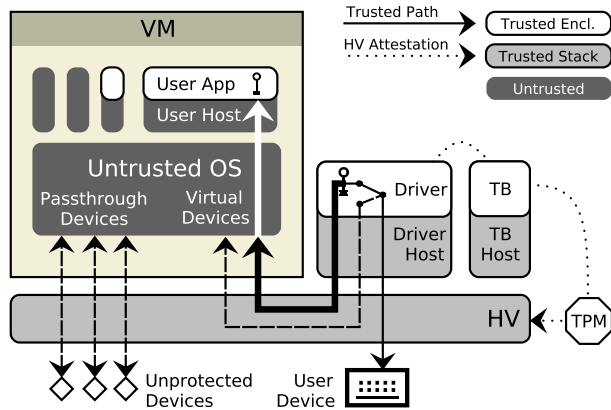 VM
Trusted Path
Trusted Encl.
HV Attestation
Trusted Stack
Untrusted
User App
User Host
Untrusted OS
Passthrough
Devices
Virtual
Devices
Driver
Driver
Host
TB
TB
Host
HV
TPM
Unprotected
Devices
User
Device